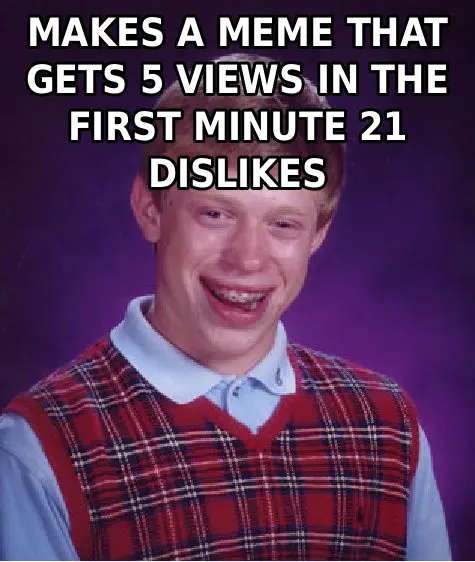 MAKES A MEME THAT
GETS 5 VIEWS IN THE
FIRST MINUTE 21
DISLIKES